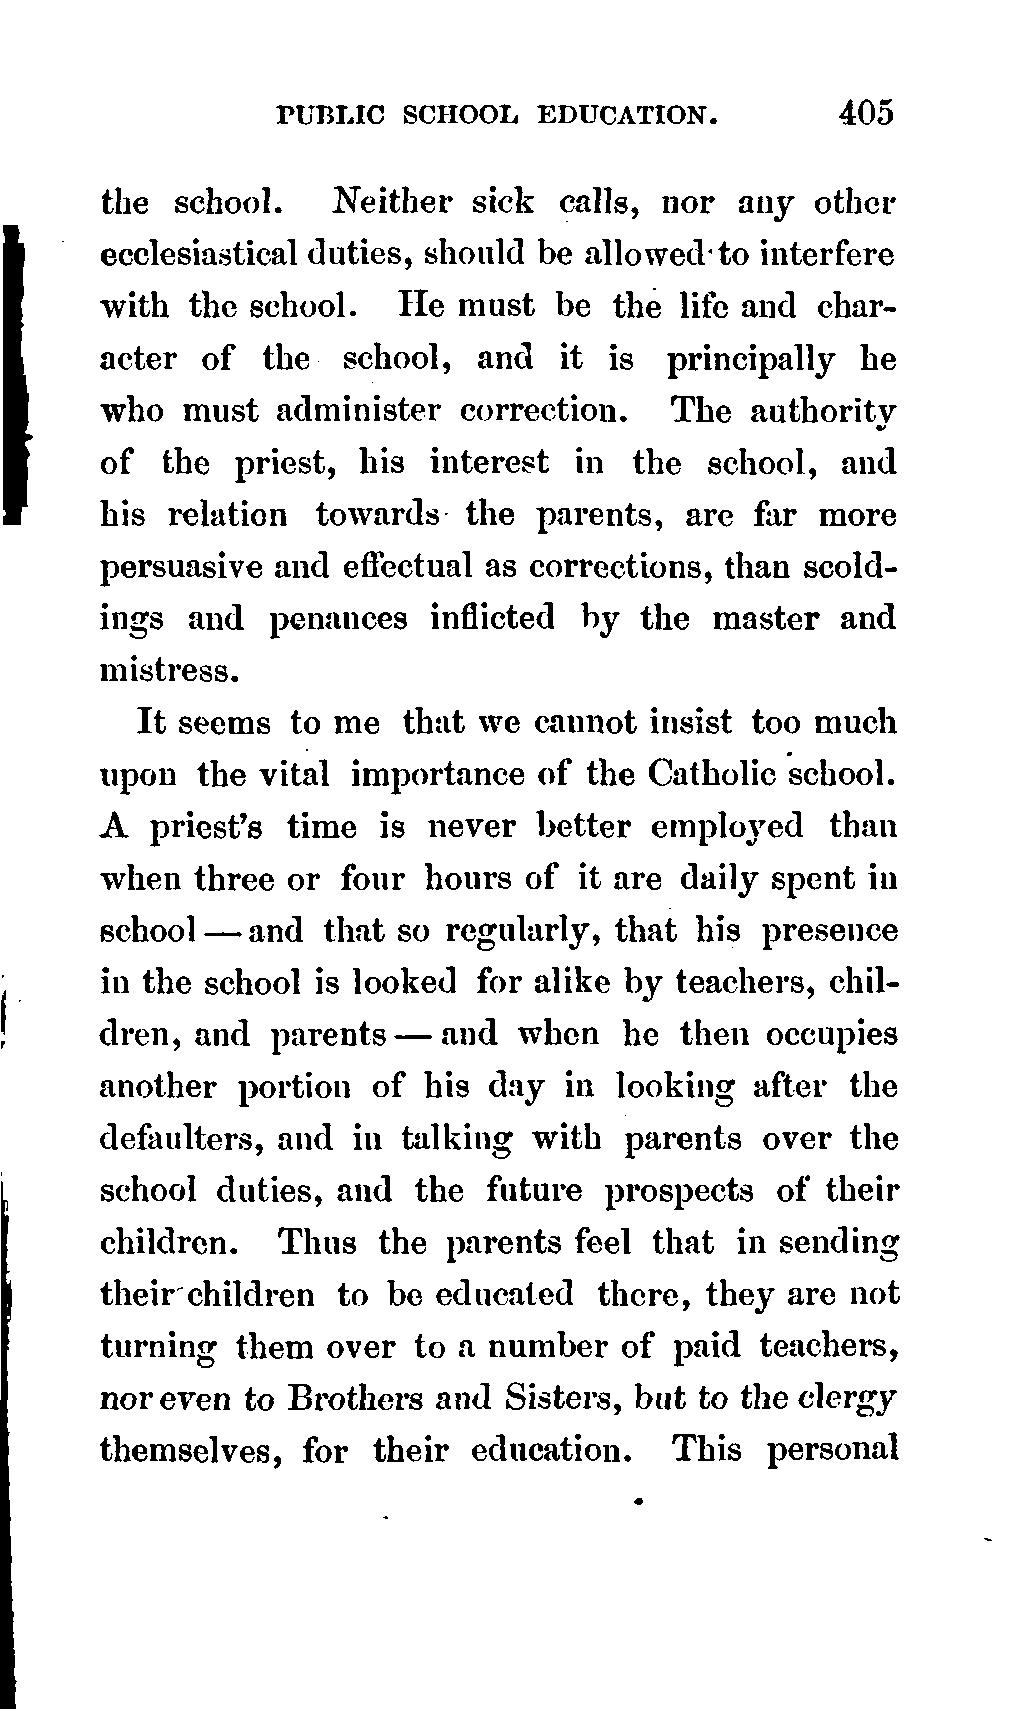 PUBLIC SCHOOL EDUCATION. 405
the school. Neither sick calls, nor any other
ecclesiastical duties, should be allowed to interfere
with the school. He must be the life and char-
acter of the school, and it is principally he
who must administer correction. The authority
of the priest, his interest in the school, and
his relation towards the parents, are far more
persuasive and effectual as corrections, than scold-
ings and penances inflicted by the master and
mistress.
It seems to me that we cannot insist too much
upon the vital importance of the Catholic school.
A priest's time is never better employed than
when three or four hours of it are daily spent in
school — and that so regularly, that his presence
in the school is looked for alike by teachers, chil-
dren, and parents — and when he then occupies
another portion of his day in looking after the
defaulters, and in talking with parents over the
school duties, and the future prospects of their
children. Thus the parents feel that in sending
their children to be educated there, they are not
turning them over to a number of paid teachers,
nor even to Brothers and Sisters, but to the clergy
themselves, for their education. This personal